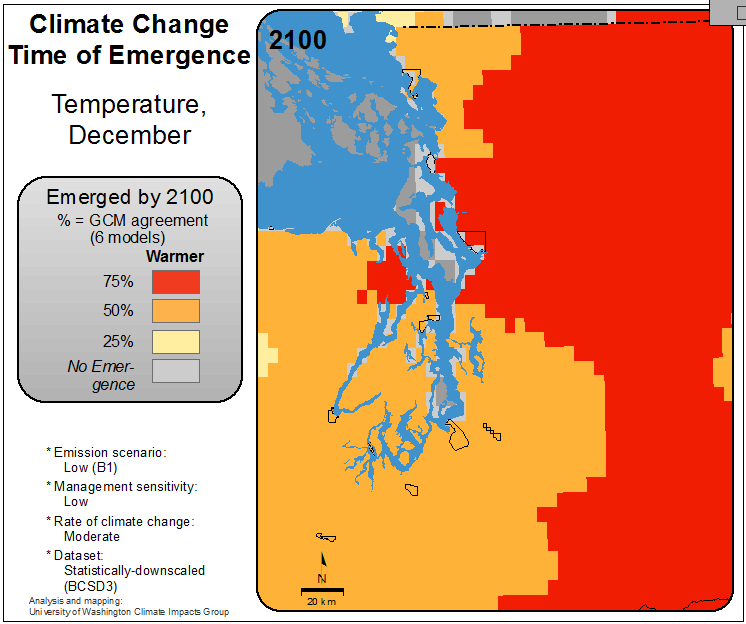 Climate Change
Time of Emergence
Temperature,
December
Emerged by 2100
% = GCM agreement
(6 models)
Warmer
75%
50%
25%
No Emer-
gence
* Emission scenario:
Low (B1)
* Management sensitivity:
Low
* Rate of climate change:
Moderate
* Dataset:
Statistically-downscaled
(BCSD3)
Analysis and mapping:
University of Washington Climate Impacts Group
2100
N
20 km